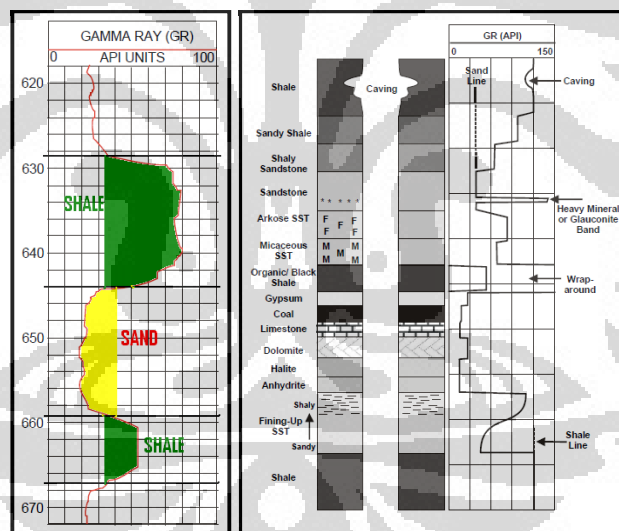 GAMMA RAY (GR)
0 API UNITS 100
620
630
SHALE
640
650
SAND
660
SHALE
670
GR (API)
0 150
Sand
Line
Caving
Caving
Shale
Sandy Shale
Shaly
Sandstone
Sandstone
* * * * *
Heavy Mineral
or Glauconite
Band
Arkose SST
F F F
F F
Micaceous
SST
M M M
M M
Organic/ Black
Shale
Wrap-
around
Gypsum
Coal
Limestone
Dolomite
Halite
Anhydrite
Shaly
Fining-Up
SST
Sandy
Shale
Line
Shale